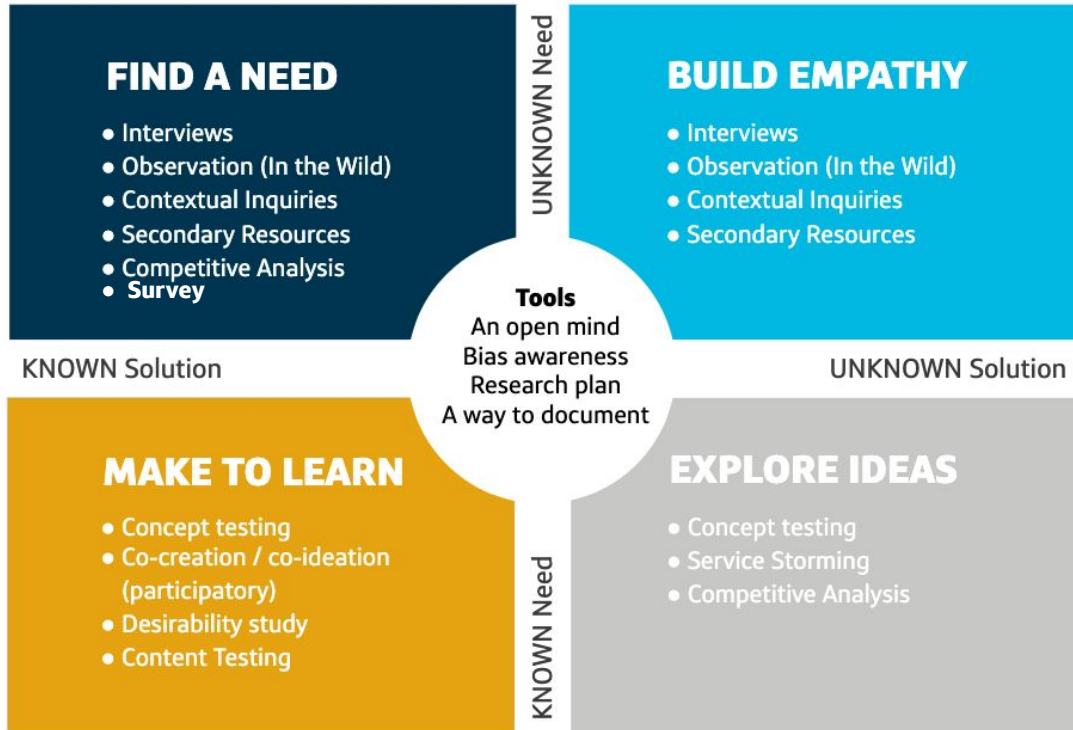 FIND A NEED
● Interviews
● Observation (In the Wild)
● Contextual Inquiries
● Secondary Resources
● Competitive Analysis
● Survey
UNKNOWN Need
BUILD EMPATHY
● Interviews
● Observation (In the Wild)
● Contextual Inquiries
● Secondary Resources
KNOWN Solution
Tools
An open mind
Bias awareness
Research plan
A way to document
UNKNOWN Solution
MAKE TO LEARN
● Concept testing
● Co-creation / co-ideation
(participatory)
● Desirability study
● Content Testing
KNOWN Need
EXPLORE IDEAS
● Concept testing
● Service Storming
● Competitive Analysis